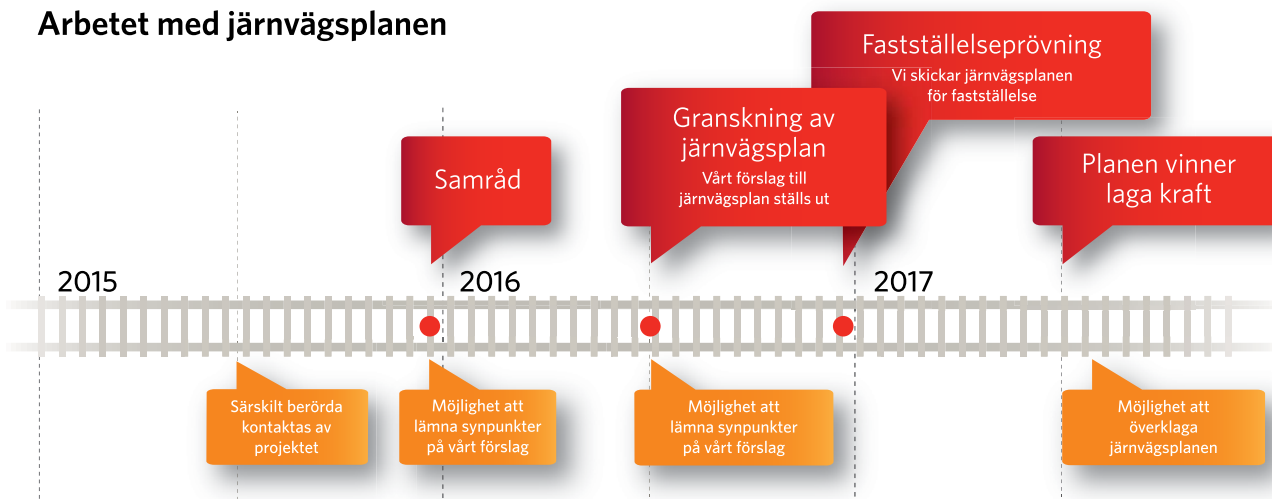 Arbetet med järnvägsplanen
Fastställelseprövning
Vi skickar järnvägsplanen
för fastställelse
Granskning av
järnvägsplan
Vårt förslag till
järnvägsplan ställs ut
Samråd
Planen vinner
laga kraft
2015
2016
2017
Särskilt berörda
kontaktas av
projektet
Möjlighet att
lämna synpunkter
på vårt förslag
Möjlighet att
lämna synpunkter
på vårt förslag
Möjlighet att
överklaga
järnvägsplanen